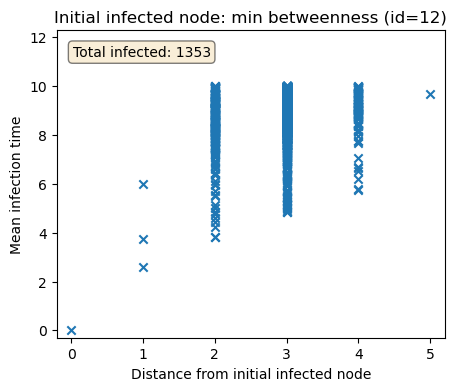 Initial infected node: min betweenness (id=12)
Total infected: 1353
Mean infection time
12
10
8
6
4
2
0
0 1 2 3 4 5
Distance from initial infected node